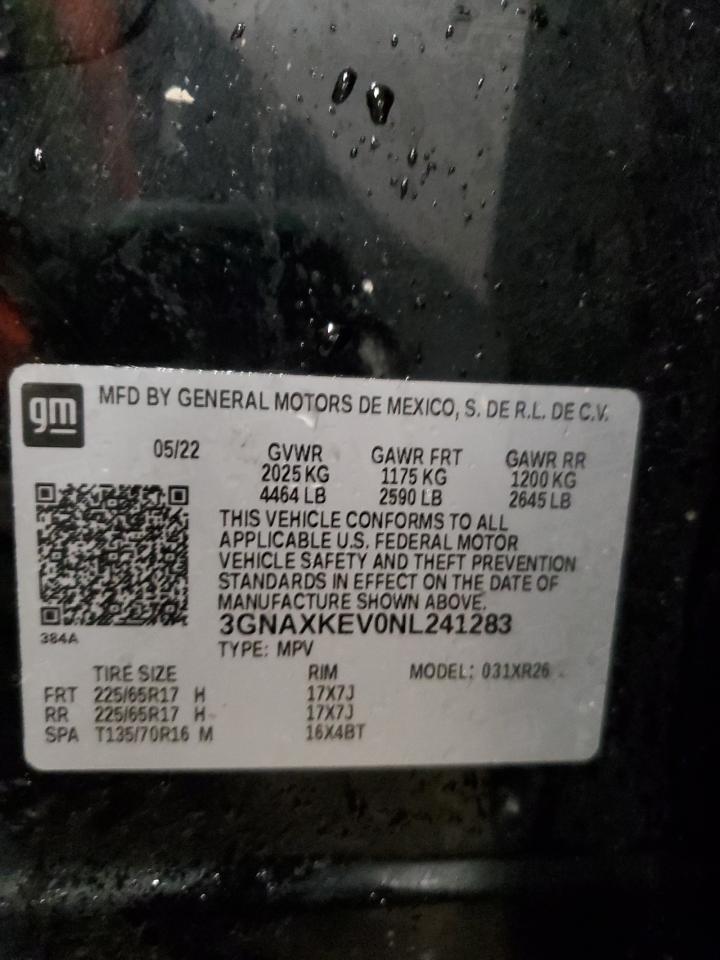 gm
MFD BY GENERAL MOTORS DE MEXICO, S. DE R.L. DE C.V.
05/22 GVWR GAWR FRT GAWR RR
2025 KG 1175 KG 1200 KG
4464 LB 2590 LB 2645 LB
THIS VEHICLE CONFORMS TO ALL
APPLICABLE U.S. FEDERAL MOTOR
VEHICLE SAFETY AND THEFT PREVENTION
STANDARDS IN EFFECT ON THE DATE OF
MANUFACTURE SHOWN ABOVE.
3GNAXKEV0NL241283
384A
TYPE: MPV
TIRE SIZE RIM MODEL: 031XR26
FRT 225/65R17 H 17X7J
RR 225/65R17 H 17X7J
SPA T135/70R16 M 16X4BT